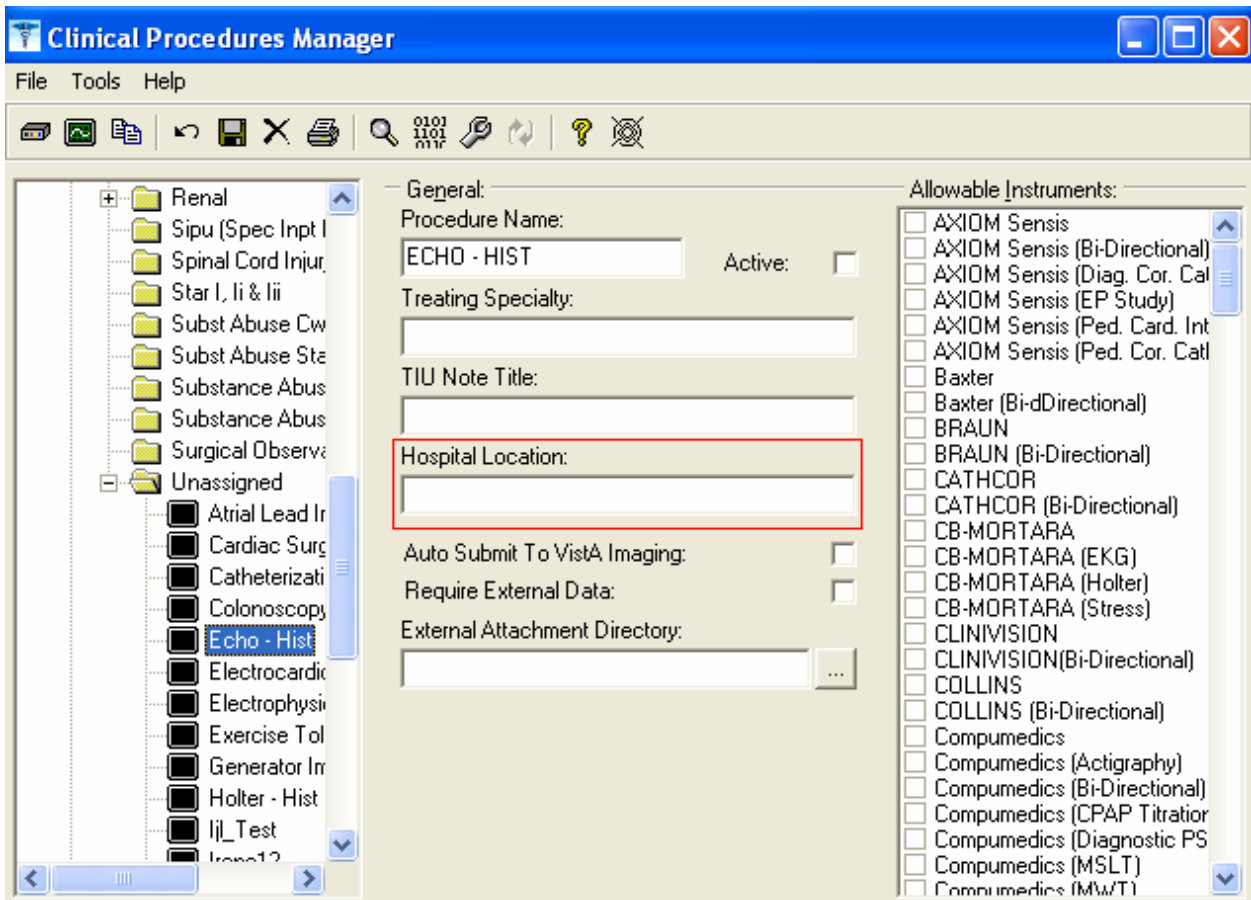 Clinical Procedures Manager
File Tools Help
Renal
Sipu (Spec Inpt
Spinal Cord Injur
Star I, Ii & Iii
Subst Abuse Cw
Subst Abuse Sta
Substance Abus
Substance Abus
Surgical Observa
Unassigned
Atrial Lead Ir
Cardiac Surg
Catheterizati
Colonoscopy
Echo - Hist
Electrocardio
Electrophysi
Exercise Tol
Generator Im
Holter - Hist
Ijl_Test
General:
Procedure Name:
ECHO - HIST
Active:
Treating Specialty:
TIU Note Title:
Hospital Location:
Auto Submit To VistA Imaging:
Require External Data:
External Attachment Directory:
...
Allowable Instruments:
AXIOM Sensis
AXIOM Sensis (Bi-Directional)
AXIOM Sensis (Diag. Cor. Cat
AXIOM Sensis (EP Study)
AXIOM Sensis (Ped. Card. Int
AXIOM Sensis (Ped. Cor. Catl
Baxter
Baxter (Bi-dDirectional)
BRAUN
BRAUN (Bi-Directional)
CATHCOR
CATHCOR (Bi-Directional)
CB-MORTARA
CB-MORTARA (EKG)
CB-MORTARA (Holter)
CB-MORTARA (Stress)
CLINIVISION
CLINIVISION(Bi-Directional)
COLLINS
COLLINS (Bi-Directional)
Compumedics
Compumedics (Actigraphy)
Compumedics (Bi-Directional)
Compumedics (CPAP Titration
Compumedics (Diagnostic PS
Compumedics (MSLT)
Compumedics (MWT)